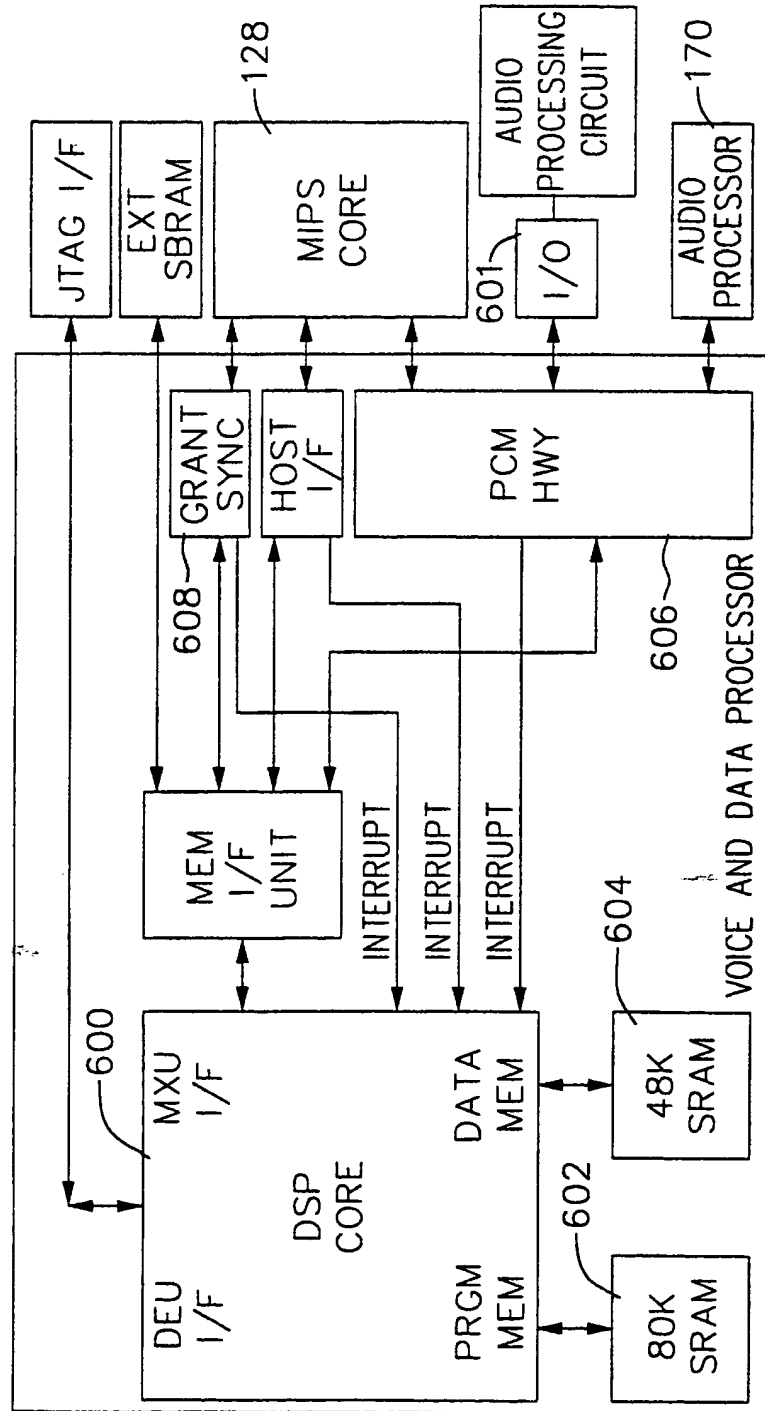 JTAG I/F
EXT
SBRAM
128
MIPS
CORE
AUDIO
PROCESSING
CIRCUIT
601
I/O
170
AUDIO
PROCESSOR
608
GRANT
SYNC
HOST
I/F
PCM
HWY
606
MEM
I/F
UNIT
INTERRUPT
INTERRUPT
INTERRUPT
600
DEU
I/F
MXU
I/F
DSP
CORE
PRGM
MEM
DATA
MEM
602
80K
SRAM
604
48K
SRAM
VOICE AND DATA PROCESSOR